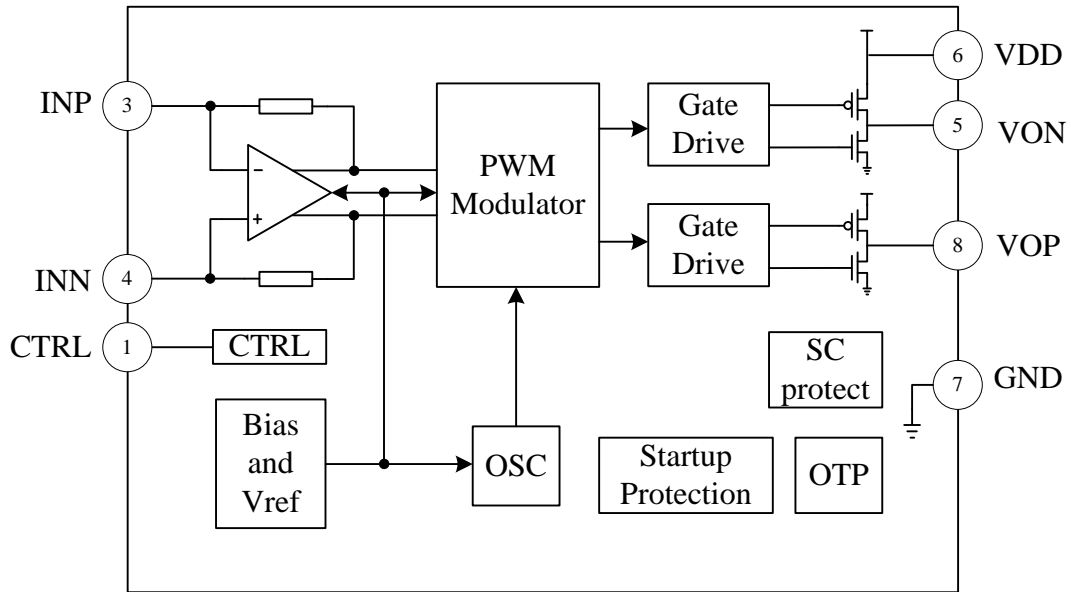 INP
3
INN
4
CTRL
1
−
+
PWM
Modulator
Gate
Drive
Gate
Drive
6
VDD
5
VON
8
VOP
7
GND
CTRL
Bias
and
Vref
OSC
SC
protect
Startup
Protection
OTP